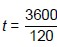 t = 3600/120